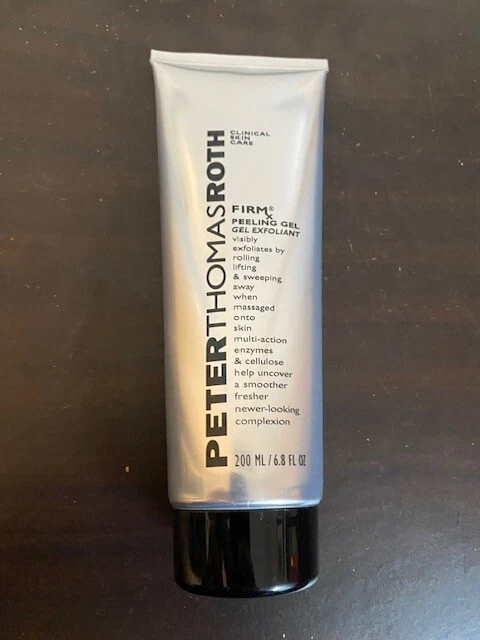 PETERTHOMASROTH
CLINICAL
SKIN
CARE
FIRMX®
PEELING GEL
GEL EXFOLIANT
visibly
exfoliates by
rolling
lifting
& sweeping
away
when
massaged
onto
skin
multi-action
enzymes
& cellulose
help uncover
a smoother
fresher
newer-looking
complexion
200 ML / 6.8 FL OZ